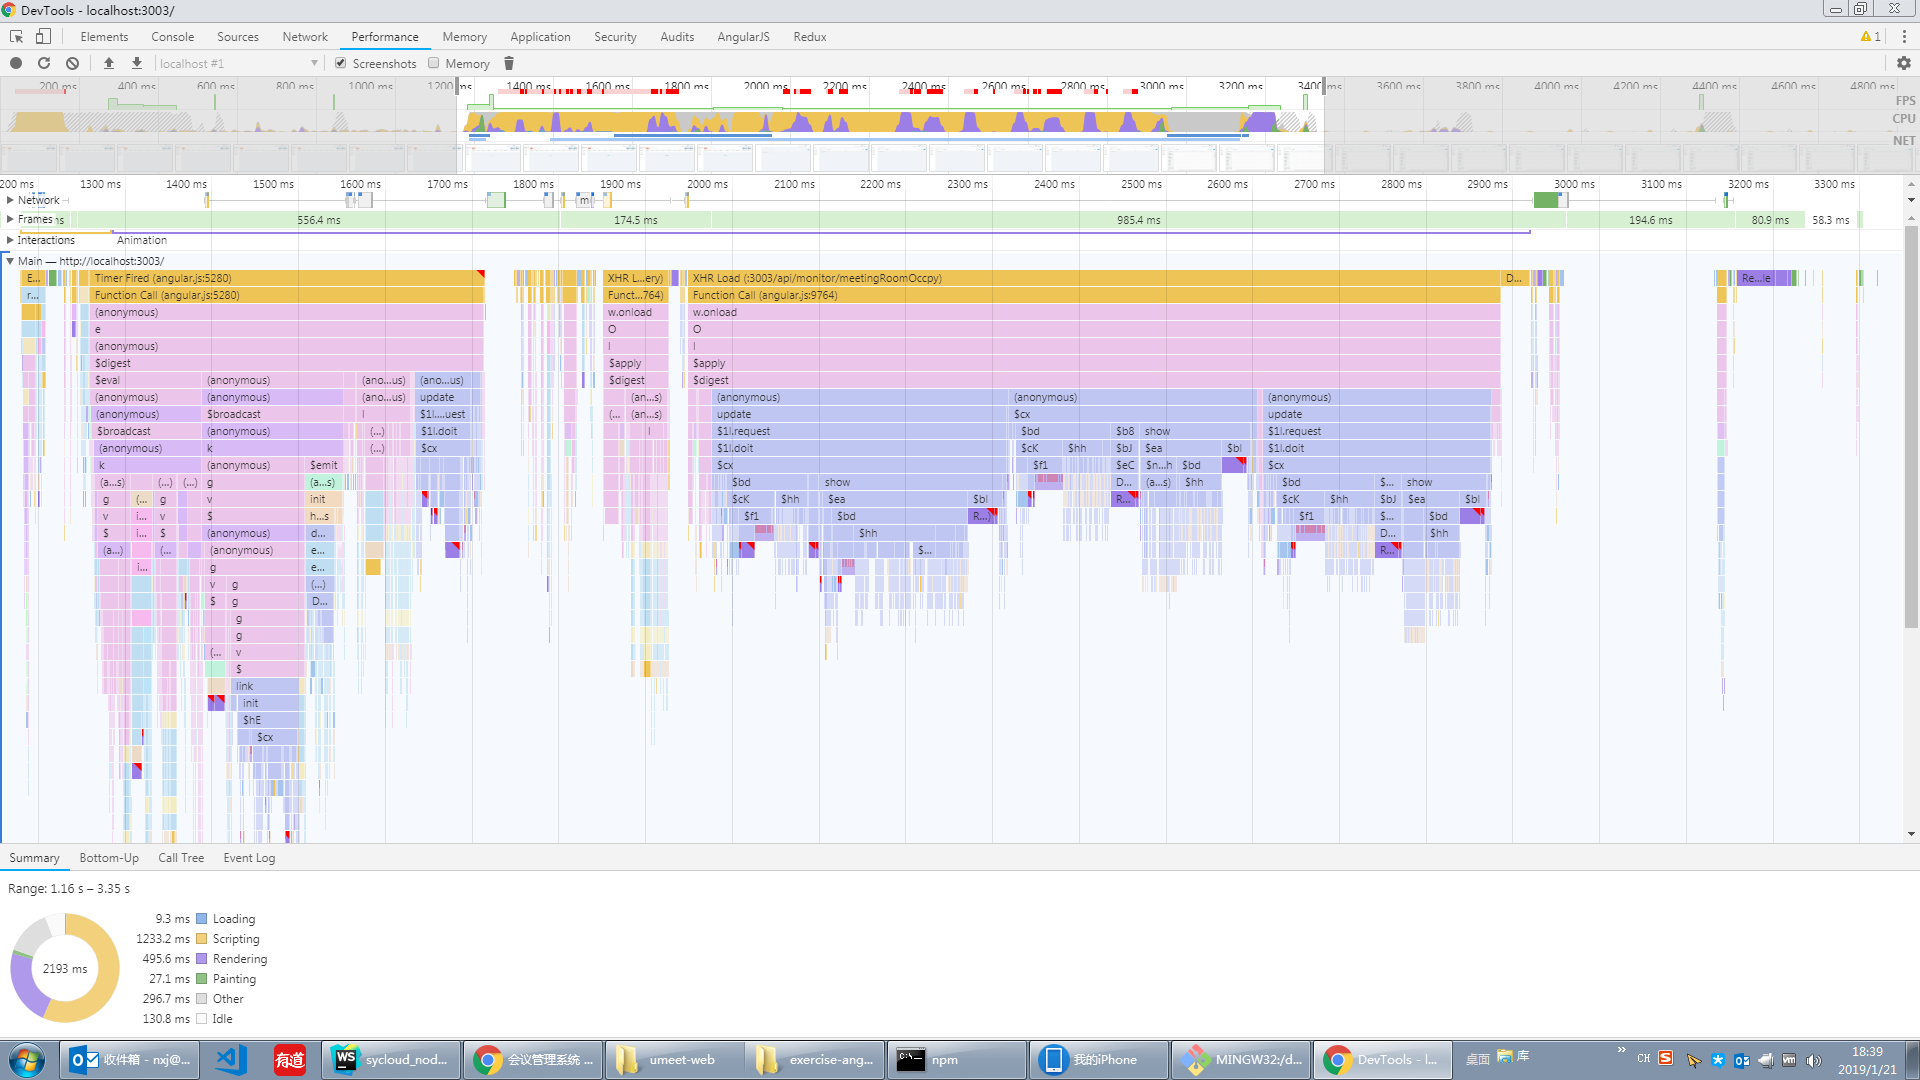 DevTools - localhost:3003/
Elements Console Sources Network Performance Memory Application Security Audits AngularJS Redux 1
localhost #1 Screenshots Memory
200 ms 400 ms 600 ms 800 ms 1000 ms 1200 ms 1400 ms 1600 ms 1800 ms 2000 ms 2200 ms 2400 ms 2600 ms 2800 ms 3000 ms 3200 ms 3400 3600 ms 3800 ms 4000 ms 4200 ms 4400 ms 4600 ms 4800 ms
FPS
CPU
NET
200 ms 1300 ms 1400 ms 1500 ms 1600 ms 1700 ms 1800 ms 1900 ms 2000 ms 2100 ms 2200 ms 2300 ms 2400 ms 2500 ms 2600 ms 2700 ms 2800 ms 2900 ms 3000 ms 3100 ms 3200 ms 3300 ms
Network m
Frames 556.4 ms 174.5 ms 985.4 ms 194.6 ms 80.9 ms 58.3 ms
Interactions Animation
Main — http://localhost:3003/
E... Timer Fired (angular.js:5280) XHR L...ery) XHR Load (:3003/api/monitor/meetingRoomOccpy) D... Re...le
r... Function Call (angular.js:5280) Funct...764) Function Call (angular.js:9764)
(anonymous) w.onload w.onload
e O O
(anonymous) l l
$digest $apply $apply
$eval (anonymous) (ano...us) (ano...us) $digest $digest
(anonymous) (anonymous) (ano...us) update (an...s) (anonymous) (anonymous) (anonymous)
(anonymous) $broadcast l $1l....uest (... (an...s) update $cx update
$broadcast (anonymous) (...) $1l.doit l $1l.request $bd $b8 show $1l.request
(anonymous) k (...) $cx $1l.doit $cK $hh $bJ $ea $bl $1l.doit
k (anonymous) $emit $cx $f1 $eC $n...h $bd $cx
(a...s) (...) (...) g (a...s) $bd show D... (a...s) $hh $bd $... show
g (... g v init $cK $hh $ea $bl R... $cK $hh $bJ $ea $bl
v i... v $ h...s $f1 $bd R...) $f1 $... $bd
$ i... $ (anonymous) d... $hh D... $hh
(a...) (... (anonymous) e... $... R...
i... g e...
v g (...)
$ g D...
g
g
(... v
$
link
init
$hE
$cx
Summary Bottom-Up Call Tree Event Log
Range: 1.16 s – 3.35 s
2193 ms
9.3 ms Loading
1233.2 ms Scripting
495.6 ms Rendering
27.1 ms Painting
296.7 ms Other
130.8 ms Idle
收件箱 - nxj@... 有道 WS sycloud_nod... 会议管理系统 ... umeet-web exercise-ang... npm 我的iPhone MINGW32:/d... DevTools - l... 桌面 库 CH 18:39
2019/1/21